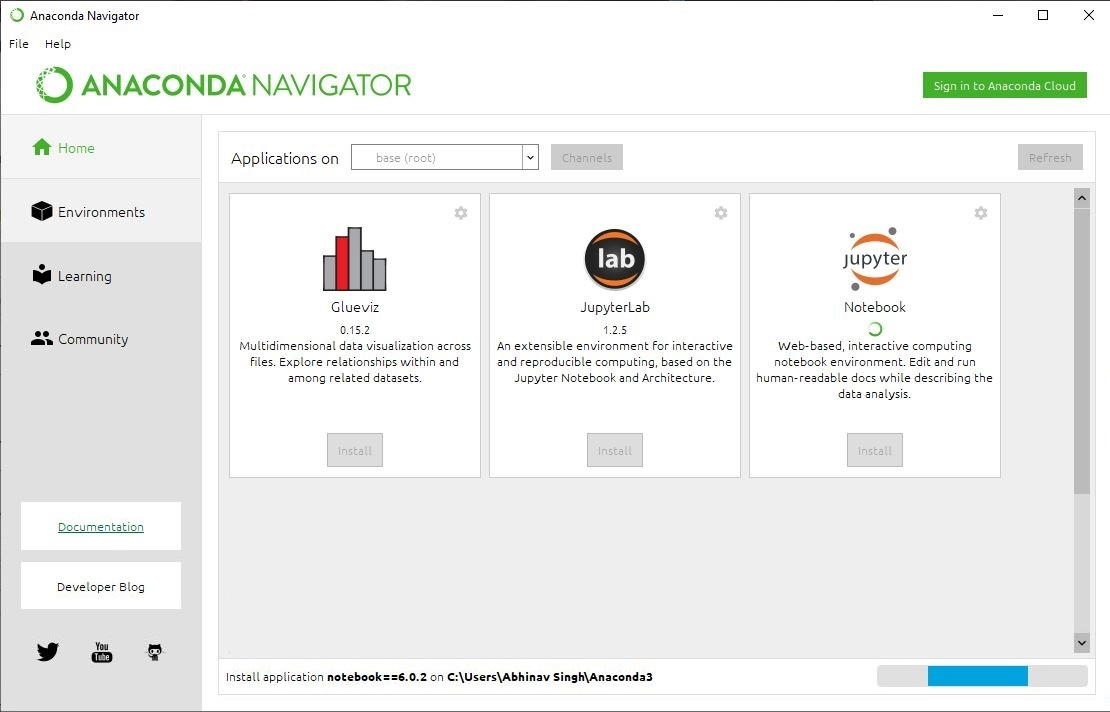 Anaconda Navigator
File Help
ANACONDA NAVIGATOR
Sign in to Anaconda Cloud
Home
Environments
Learning
Community
Documentation
Developer Blog
You
Tube
Applications on base (root) Channels Refresh
Glueviz
0.15.2
Multidimensional data visualization across
files. Explore relationships within and
among related datasets.
Install
lab
JupyterLab
1.2.5
An extensible environment for interactive
and reproducible computing, based on the
Jupyter Notebook and Architecture.
Install
jupyter
Notebook
Web-based, interactive computing
notebook environment. Edit and run
human-readable docs while describing the
data analysis.
Install
Install application notebook==6.0.2 on C:\Users\Abhinav Singh\Anaconda3